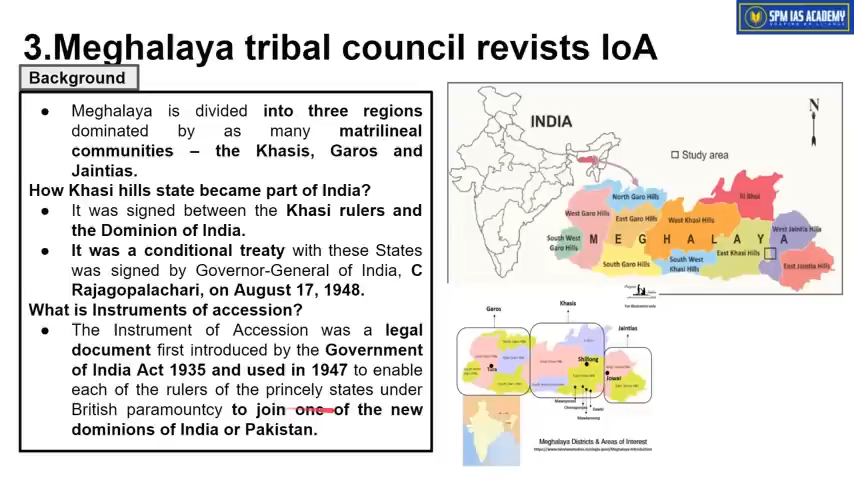 SPM IAS ACADEMY
3.Meghalaya tribal council revists IoA
Background
● Meghalaya is divided into three regions
dominated by as many matrilineal
communities – the Khasis, Garos and
Jaintias.
How Khasi hills state became part of India?
● It was signed between the Khasi rulers and
the Dominion of India.
● It was a conditional treaty with these States
was signed by Governor-General of India, C
Rajagopalachari, on August 17, 1948.
What is Instruments of accession?
● The Instrument of Accession was a legal
document first introduced by the Government
of India Act 1935 and used in 1947 to enable
each of the rulers of the princely states under
British paramountcy to join one of the new
dominions of India or Pakistan.
INDIA
N
Study area
North Garo Hills
Ri Bhoi
West Garo Hills
East Garo Hills
West Khasi Hills
West Jaintia Hills
South West
Garo Hills
MEGHALAYA
East Khasi Hills
South Garo Hills
South West
Khasi Hills
East Jaintia Hills
For illustration only
Garos
Khasis
Jaintias
Shillong
Tura
Jowai
Mawsynram
Cherrapunjee
Dawki
Meghalaya Districts & Areas of Interest